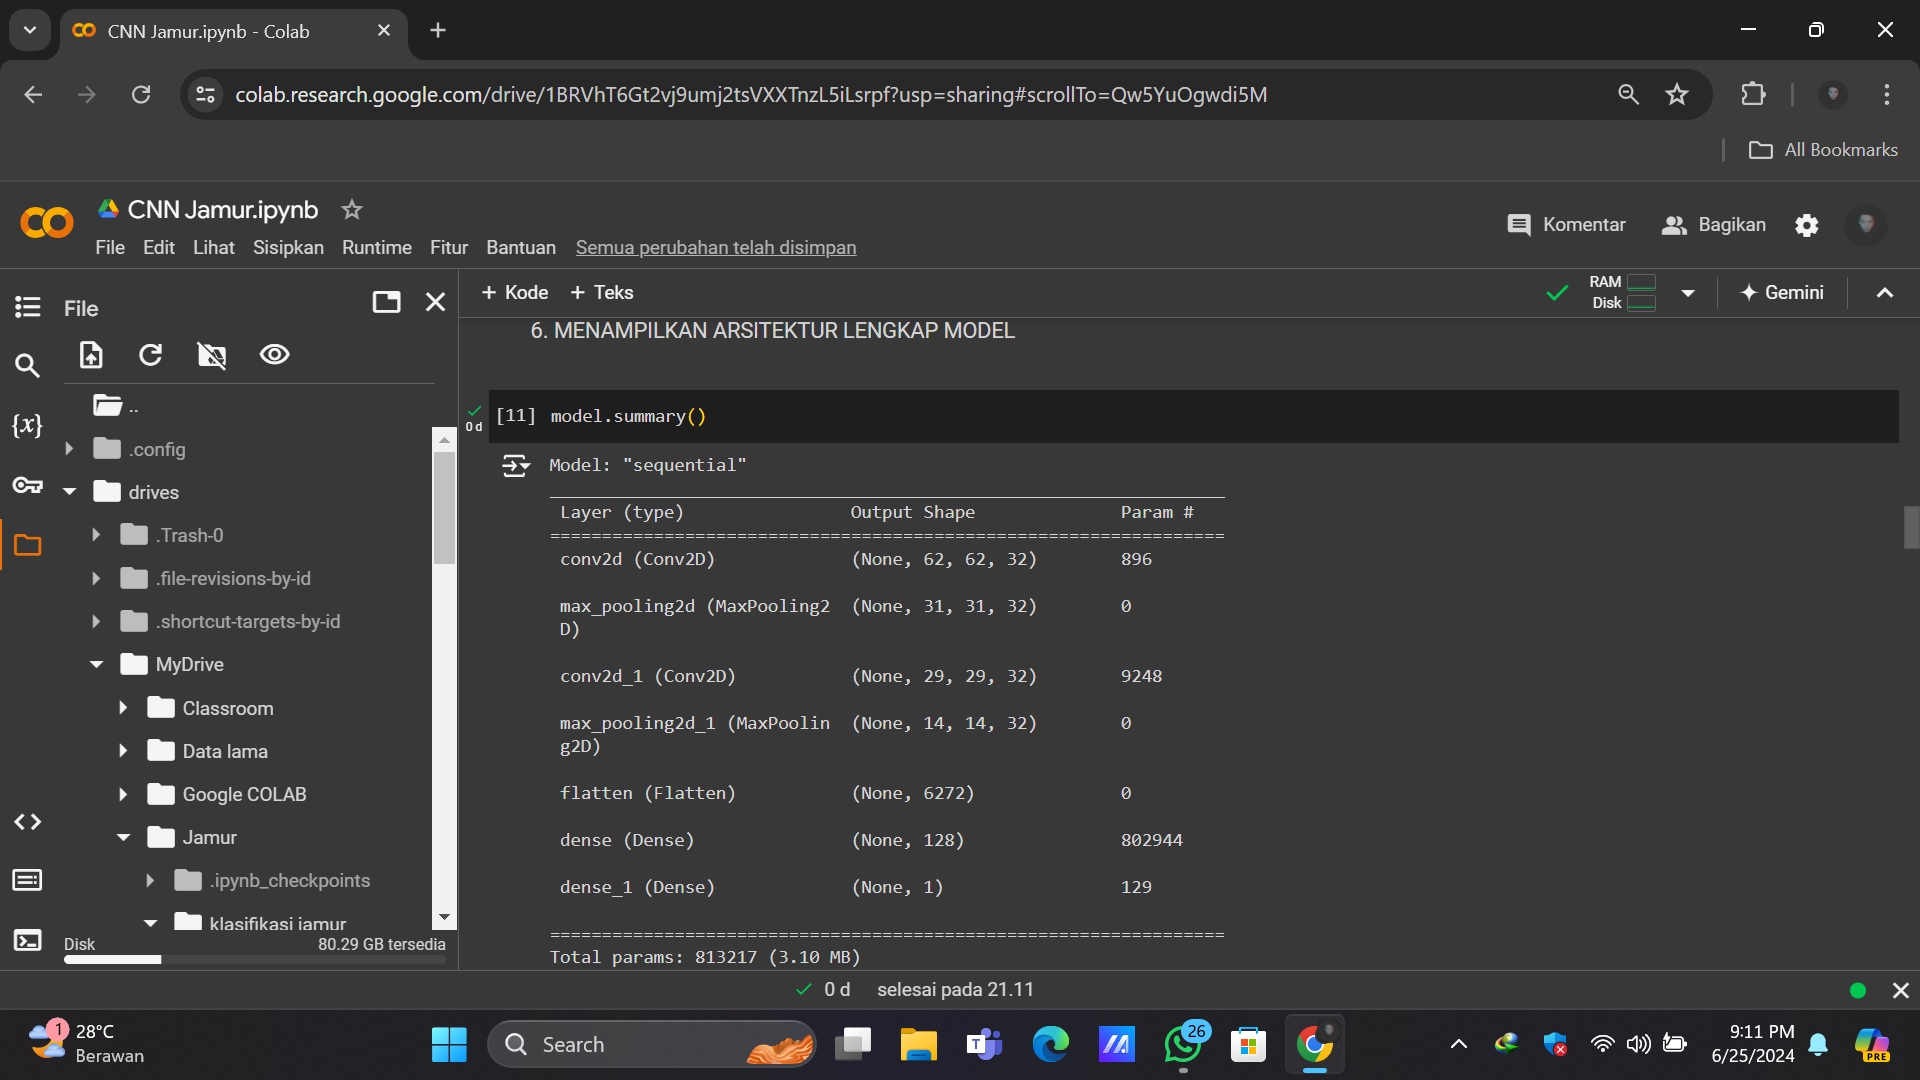 CNN Jamur.ipynb - Colab
colab.research.google.com/drive/1BRVhT6Gt2vj9umj2tsVXXTnzL5iLsrpf?usp=sharing#scrollTo=Qw5YuOgwdi5M
All Bookmarks
CNN Jamur.ipynb
File Edit Lihat Sisipkan Runtime Fitur Bantuan Semua perubahan telah disimpan
Komentar Bagikan
File
+ Kode + Teks
RAM
Disk
Gemini
..
.config
drives
.Trash-0
.file-revisions-by-id
.shortcut-targets-by-id
MyDrive
Classroom
Data lama
Google COLAB
Jamur
.ipynb_checkpoints
klasifikasi jamur
Disk 80.29 GB tersedia
{x}
6. MENAMPILKAN ARSITEKTUR LENGKAP MODEL
0 d
[11] model.summary()
Model: "sequential"
_________________________________________________________________
Layer (type) Output Shape Param #
=================================================================
conv2d (Conv2D) (None, 62, 62, 32) 896
max_pooling2d (MaxPooling2 (None, 31, 31, 32) 0
D)
conv2d_1 (Conv2D) (None, 29, 29, 32) 9248
max_pooling2d_1 (MaxPoolin (None, 14, 14, 32) 0
g2D)
flatten (Flatten) (None, 6272) 0
dense (Dense) (None, 128) 802944
dense_1 (Dense) (None, 1) 129
=================================================================
Total params: 813217 (3.10 MB)
0 d selesai pada 21.11
1
28°C
Berawan
Search
T
26
PRE
9:11 PM
6/25/2024